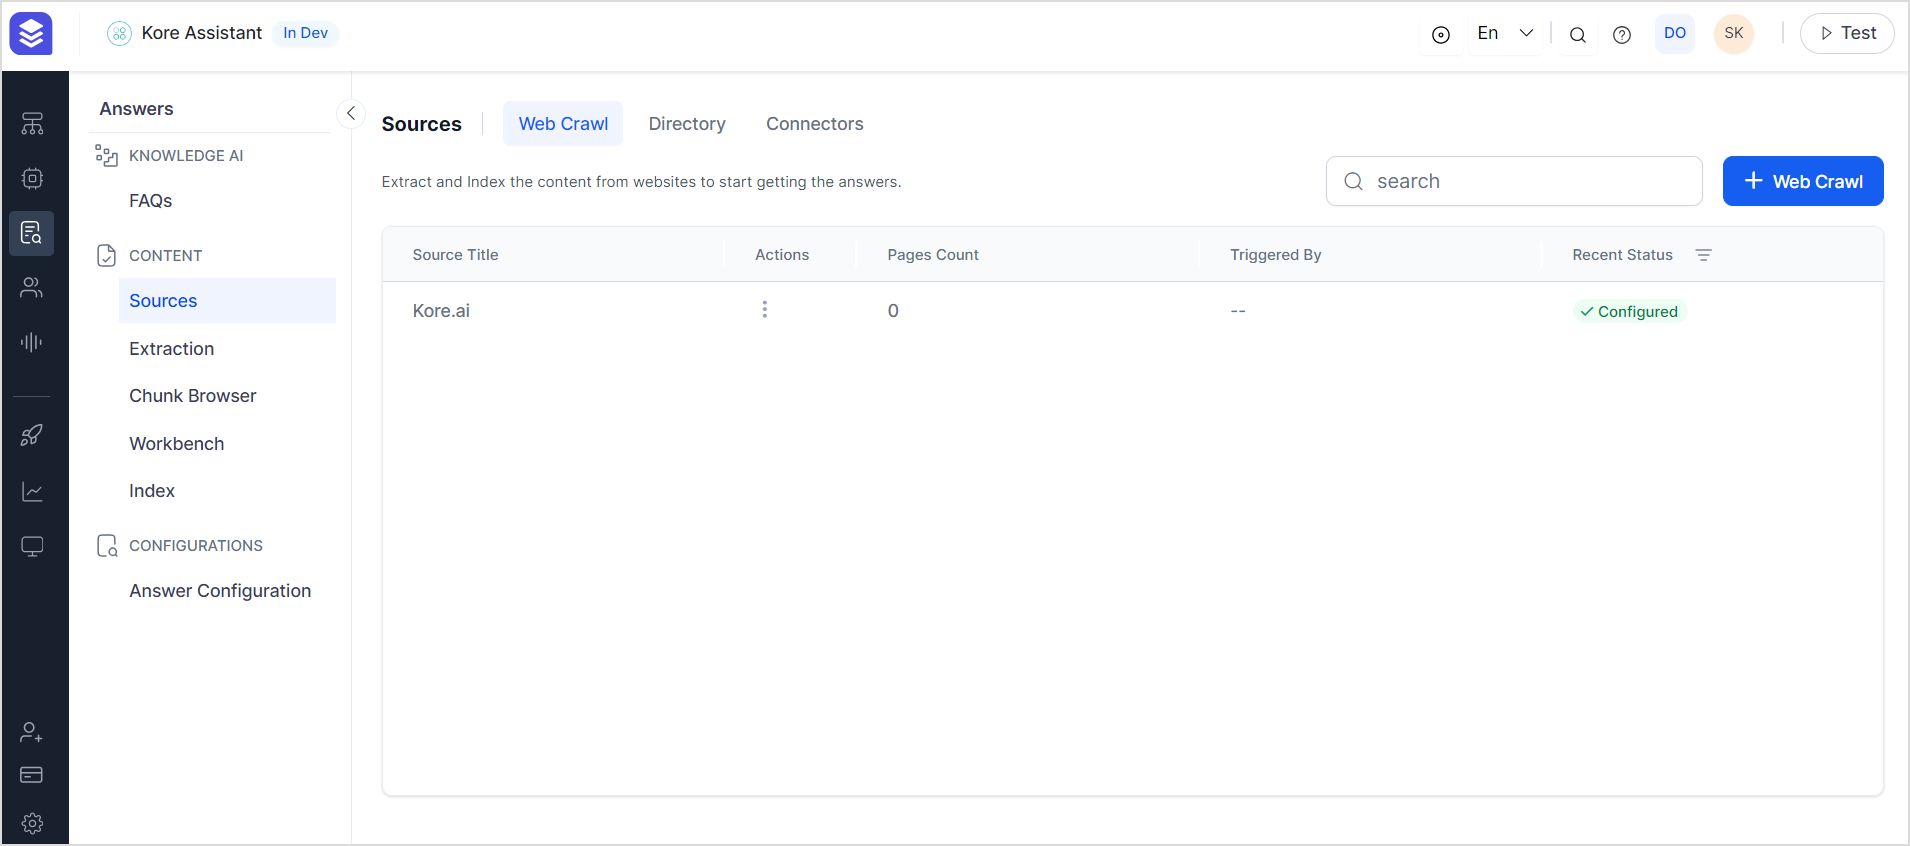 Kore Assistant In Dev En DO SK Test
Answers
KNOWLEDGE AI
FAQs
CONTENT
Sources
Extraction
Chunk Browser
Workbench
Index
CONFIGURATIONS
Answer Configuration
Sources Web Crawl Directory Connectors
Extract and Index the content from websites to start getting the answers.
search
Web Crawl
Source Title Actions Pages Count Triggered By Recent Status
Kore.ai 0 -- Configured